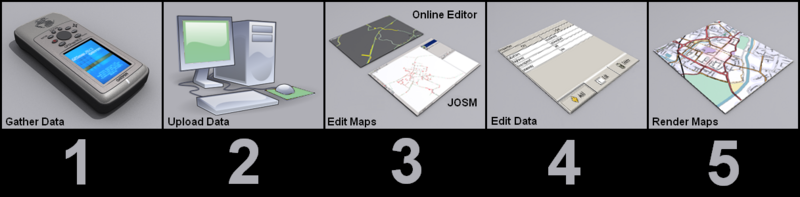 Gather Data
Upload Data
Online Editor
JOSM
Edit Maps
Edit Data
Render Maps
1
2
3
4
5